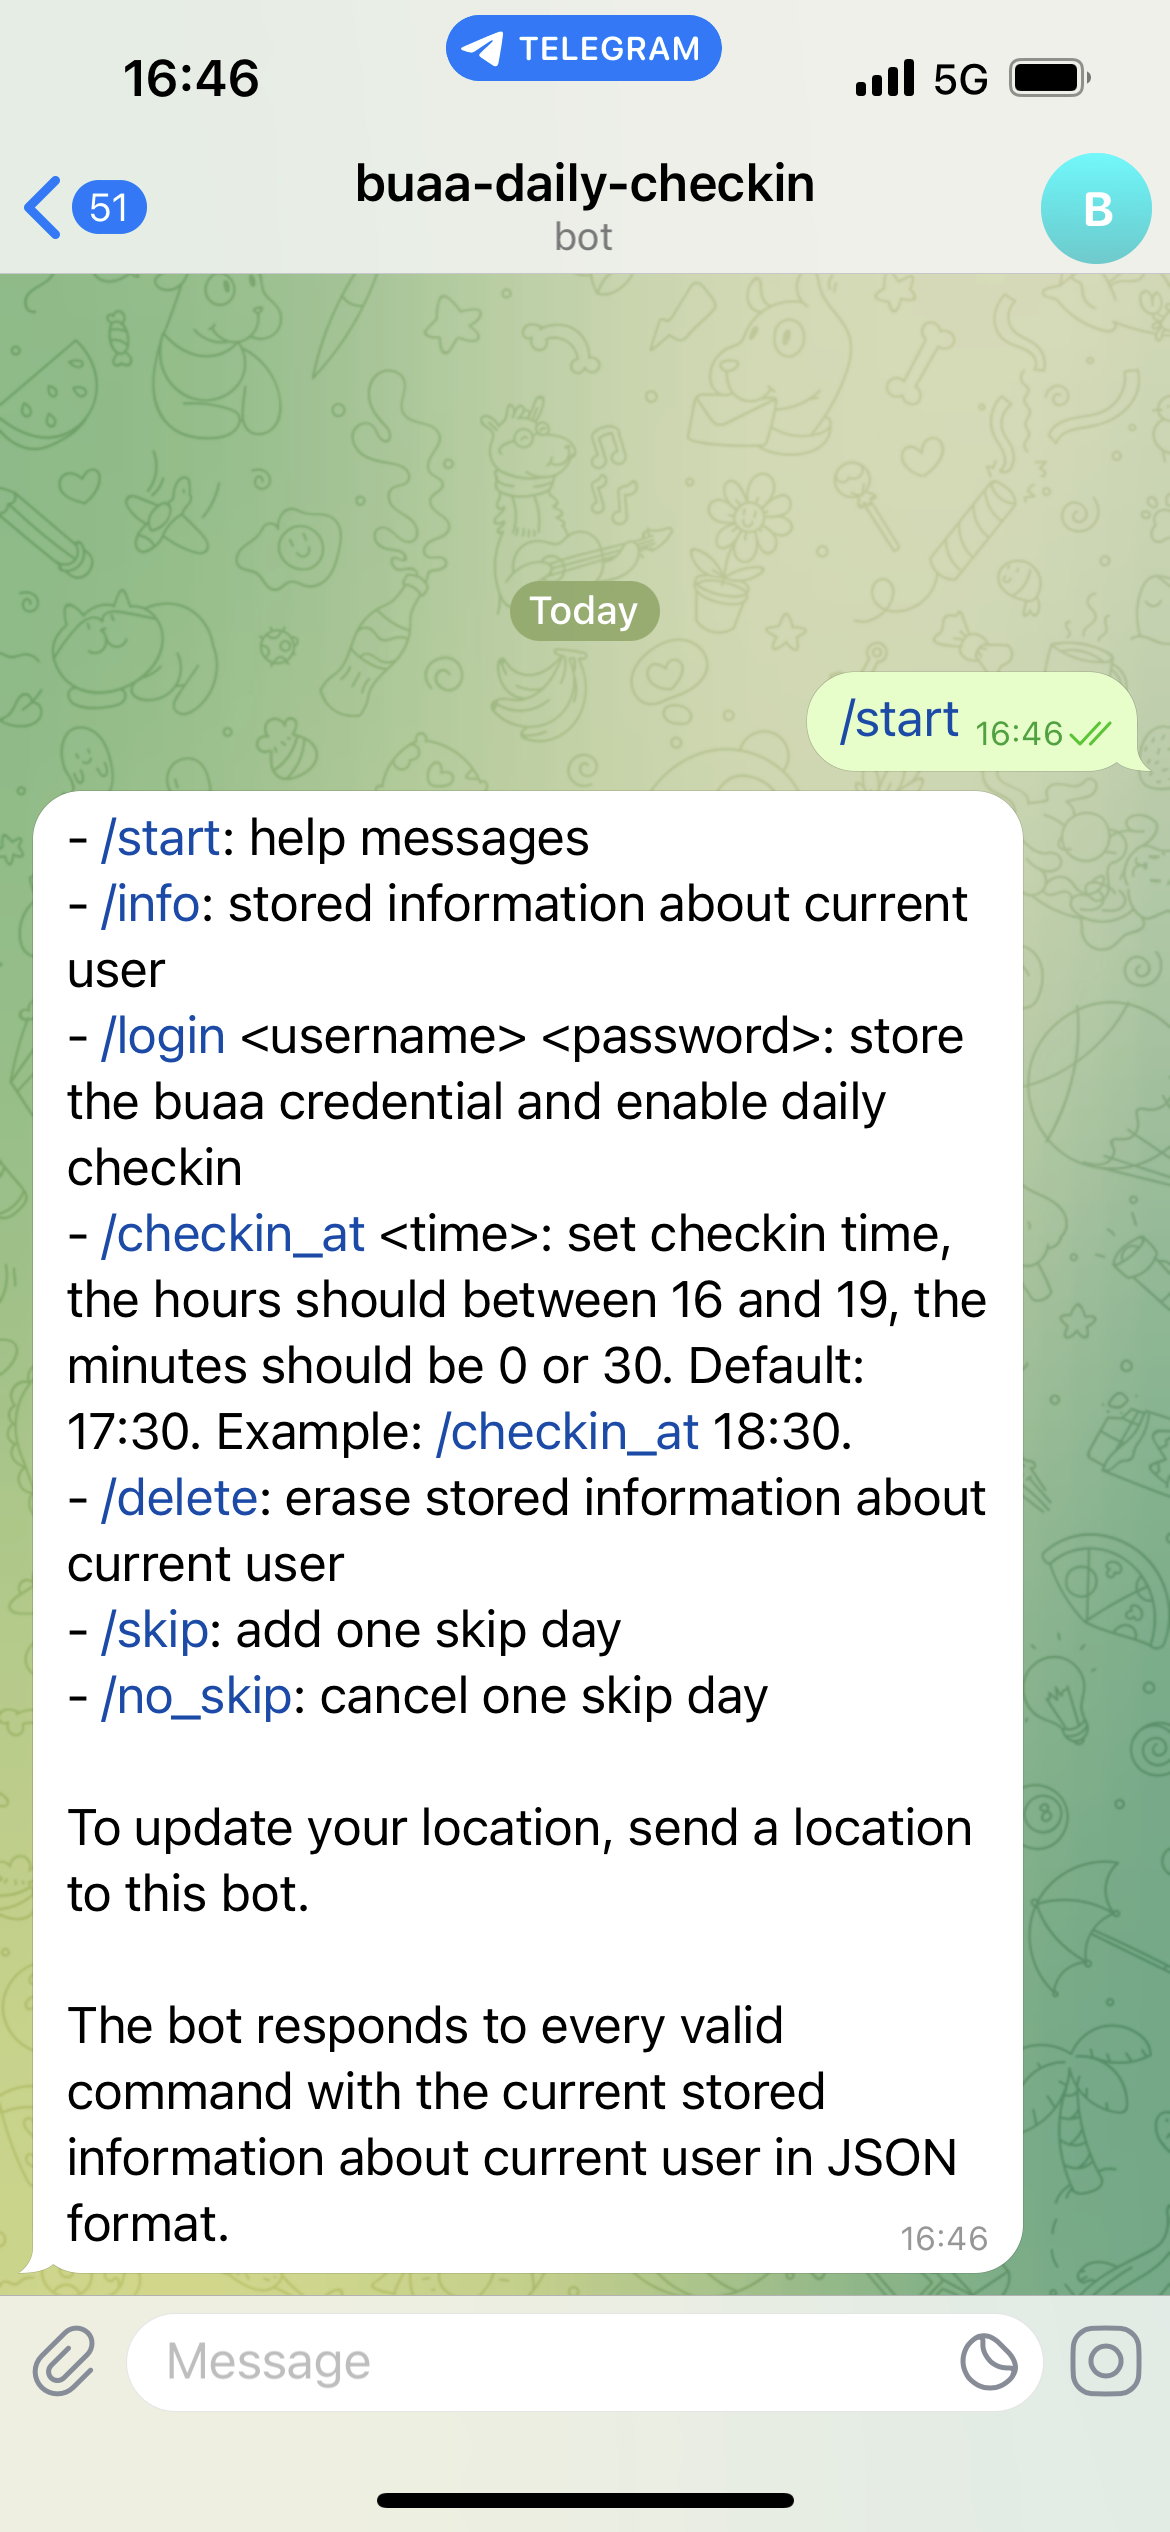 TELEGRAM
16:46
5G
51
buaa-daily-checkin
bot
B
Today
/start 16:46
- /start: help messages
- /info: stored information about current
user
- /login <username> <password>: store
the buaa credential and enable daily
checkin
- /checkin_at <time>: set checkin time,
the hours should between 16 and 19, the
minutes should be 0 or 30. Default:
17:30. Example: /checkin_at 18:30.
- /delete: erase stored information about
current user
- /skip: add one skip day
- /no_skip: cancel one skip day
To update your location, send a location
to this bot.
The bot responds to every valid
command with the current stored
information about current user in JSON
format.
16:46
Message